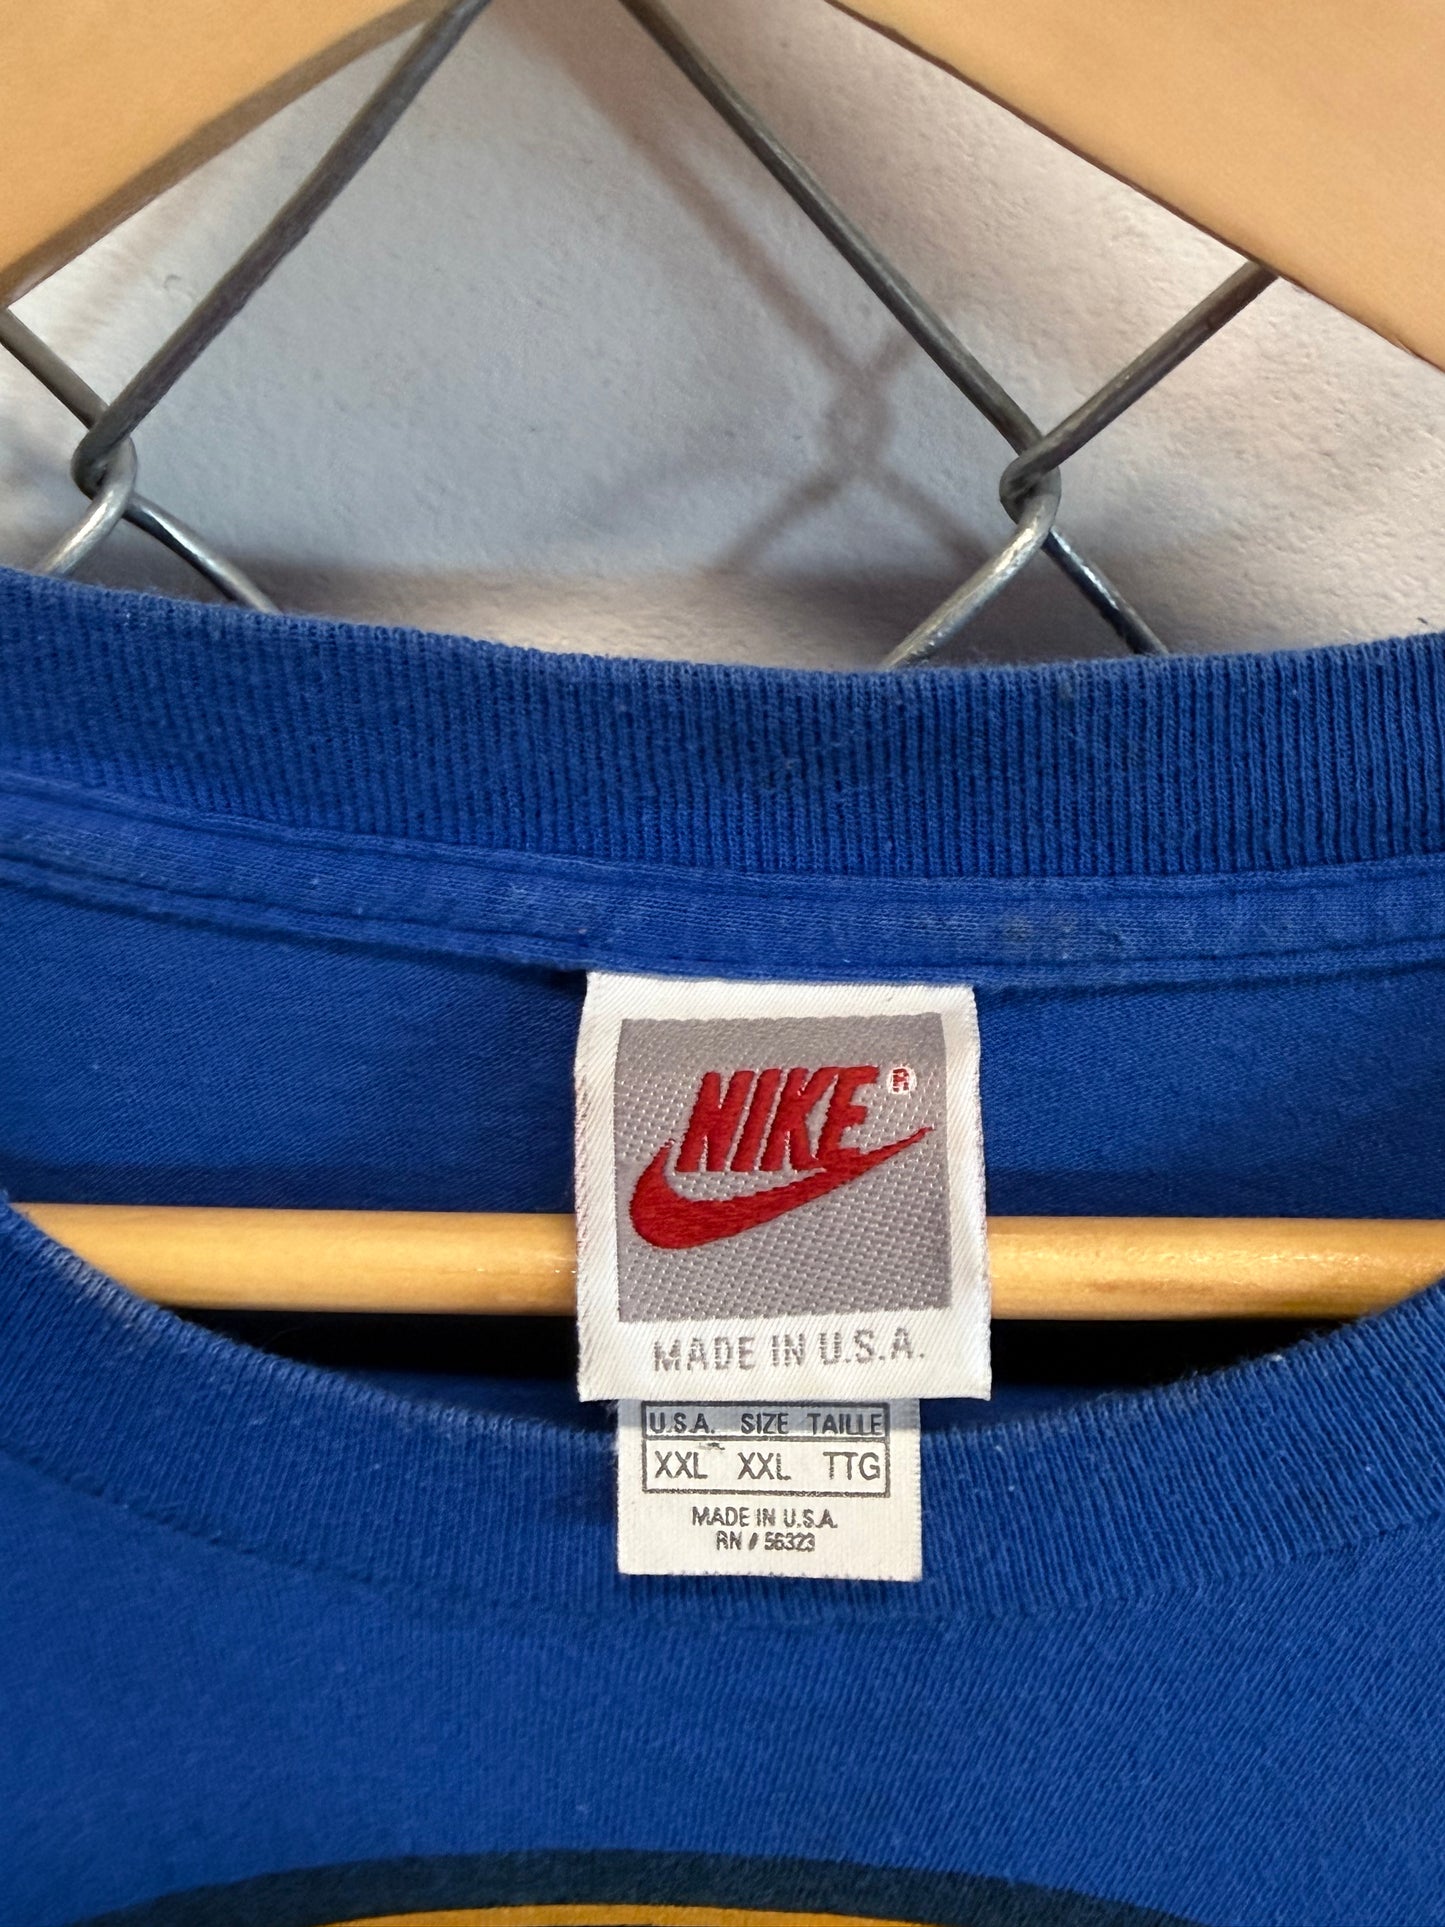 NIKE®
MADE IN U.S.A.
U.S.A. SIZE TAILLE
XXL XXL TTG
MADE IN U.S.A.
RN # 56323